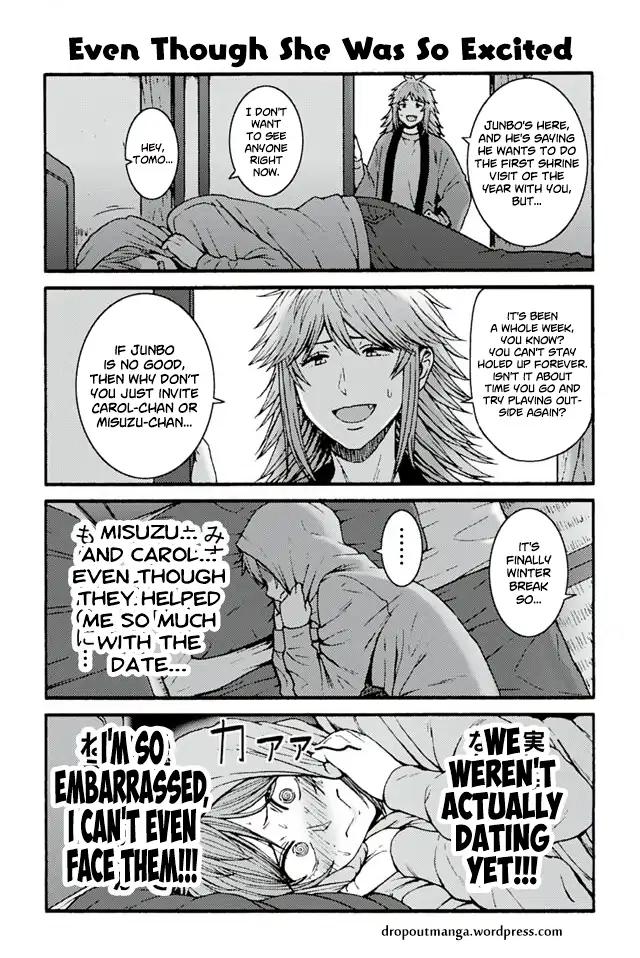 Even Though She Was So Excited
JUNBO'S HERE,
AND HE'S SAYING
HE WANTS TO DO
THE FIRST SHRINE
VISIT OF THE
YEAR WITH YOU,
BUT...
I DON'T
WANT TO
SEE
ANYONE
RIGHT
NOW.
HEY,
TOMO...
IT'S BEEN
A WHOLE WEEK,
YOU KNOW?
YOU CAN'T STAY
HOLED UP FOREVER.
ISN'T IT ABOUT
TIME YOU GO AND
TRY PLAYING OUT-
SIDE AGAIN?
IF JUNBO
IS NO GOOD,
THEN WHY DON'T
YOU JUST INVITE
CAROL-CHAN OR
MISUZU-CHAN...
IT'S
FINALLY
WINTER
BREAK
SO...
......
MISUZU...
AND CAROL...
EVEN THOUGH
THEY HELPED
ME SO MUCH
WITH THE
DATE...
WE
WEREN'T
ACTUALLY
DATING
YET!!!
カァァァ
I'M SO
EMBARRASSED,
I CAN'T EVEN
FACE THEM!!!
dropoutmanga.wordpress.com